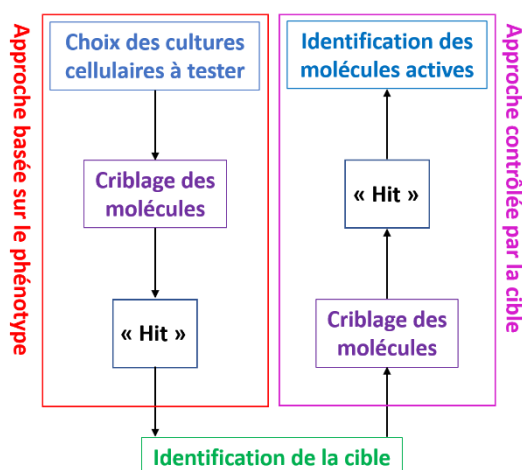 Approche basée sur le phénotype
Choix des cultures
cellulaires à tester
Criblage des
molécules
« Hit »
Identification de la cible
Criblage des
molécules
« Hit »
Identification des
molécules actives
Approche contrôlée par la cible